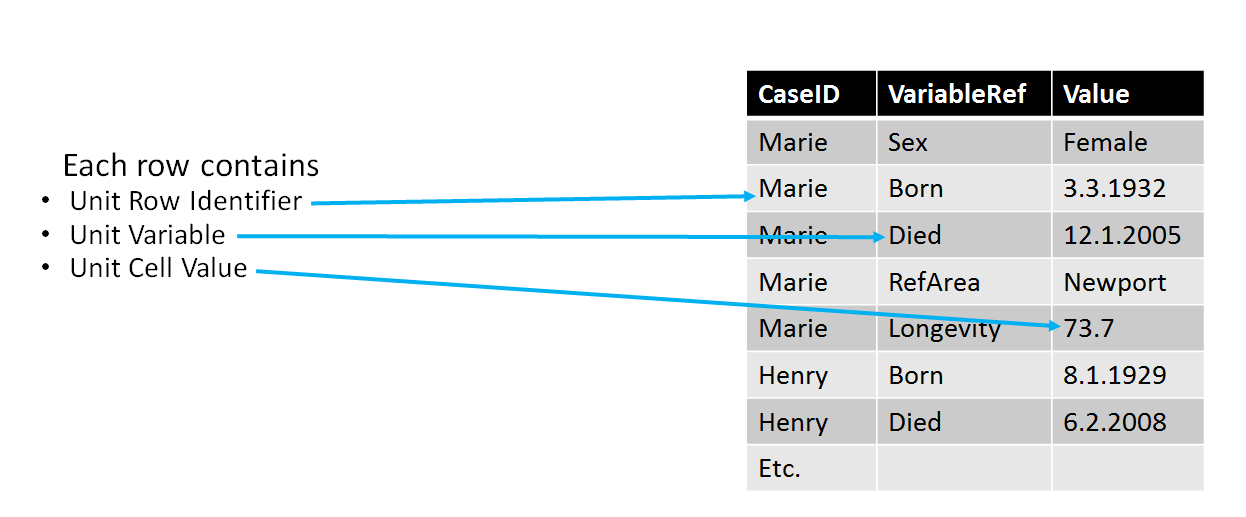 Each row contains
• Unit Row Identifier
• Unit Variable
• Unit Cell Value
CaseID VariableRef Value
Marie Sex Female
Marie Born 3.3.1932
Marie Died 12.1.2005
Marie RefArea Newport
Marie Longevity 73.7
Henry Born 8.1.1929
Henry Died 6.2.2008
Etc.